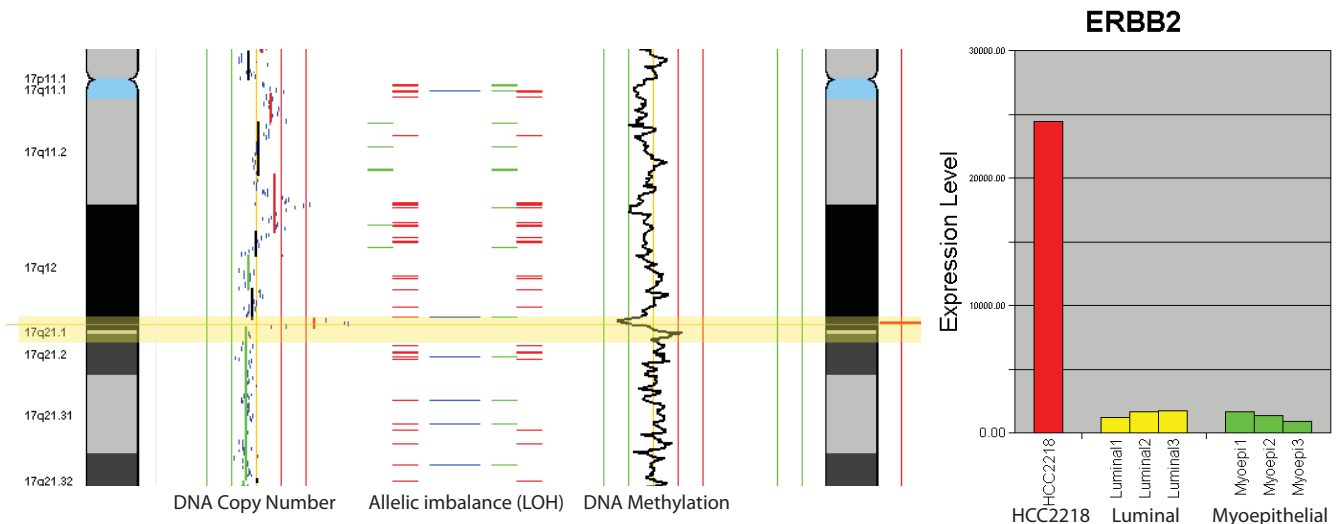 ERBB2
17p11.1
17q11.1
17q11.2
17q12
17q21.1
17q21.2
17q21.31
17q21.32
DNA Copy Number
Allelic imbalance (LOH)
DNA Methylation
Expression Level
30000.00
20000.00
10000.00
0.00
HCC2218
Luminal1
Luminal2
Luminal3
Myoepi1
Myoepi2
Myoepi3
HCC2218
Luminal
Myoepithelial